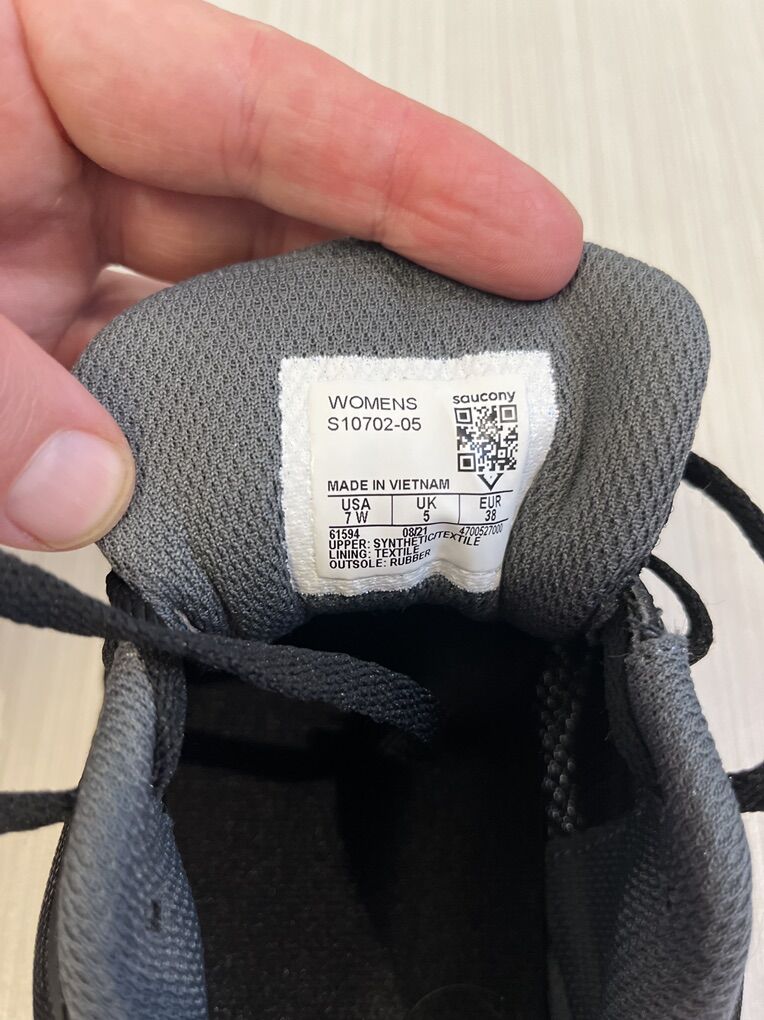 WOMENS
saucony
S10702-05
MADE IN VIETNAM
USA UK EUR
7 W 5 38
61594 08/21 4700527000
UPPER: SYNTHETIC/TEXTILE
LINING: TEXTILE
OUTSOLE: RUBBER